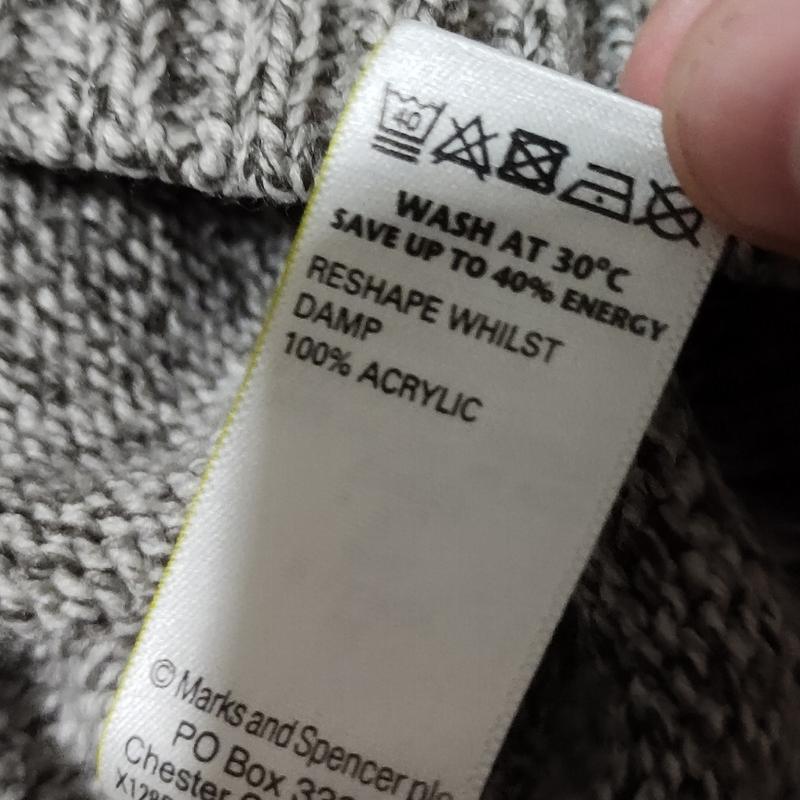 40
WASH AT 30°C
SAVE UP TO 40% ENERGY
RESHAPE WHILST
DAMP
100% ACRYLIC
© Marks and Spencer plc
PO Box
Chester